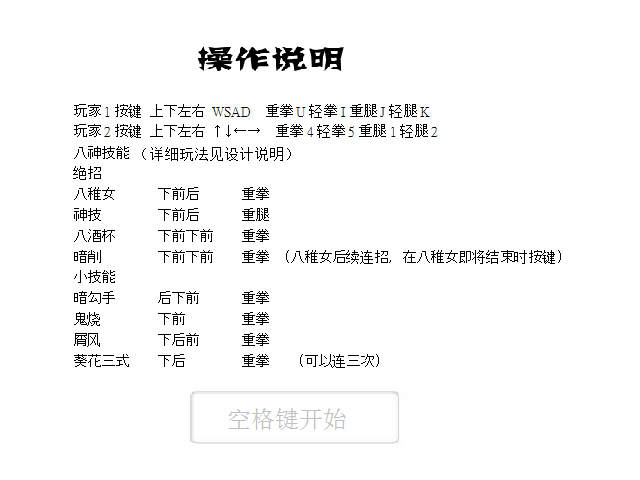 操作说明
玩家1按键 上下左右 WSAD 重拳U轻拳I重腿J轻腿K
玩家2按键 上下左右 ↑↓←→ 重拳4轻拳5重腿1轻腿2
八神技能（详细玩法见设计说明）
绝招
八稚女 下前后 重拳
神技 下前后 重腿
八酒杯 下前下前 重拳
暗削 下前下前 重拳 （八稚女后续连招，在八稚女即将结束时按键）
小技能
暗勾手 后下前 重拳
鬼烧 下前 重拳
屑风 下后前 重拳
葵花三式 下后 重拳 （可以连三次）
空格键开始